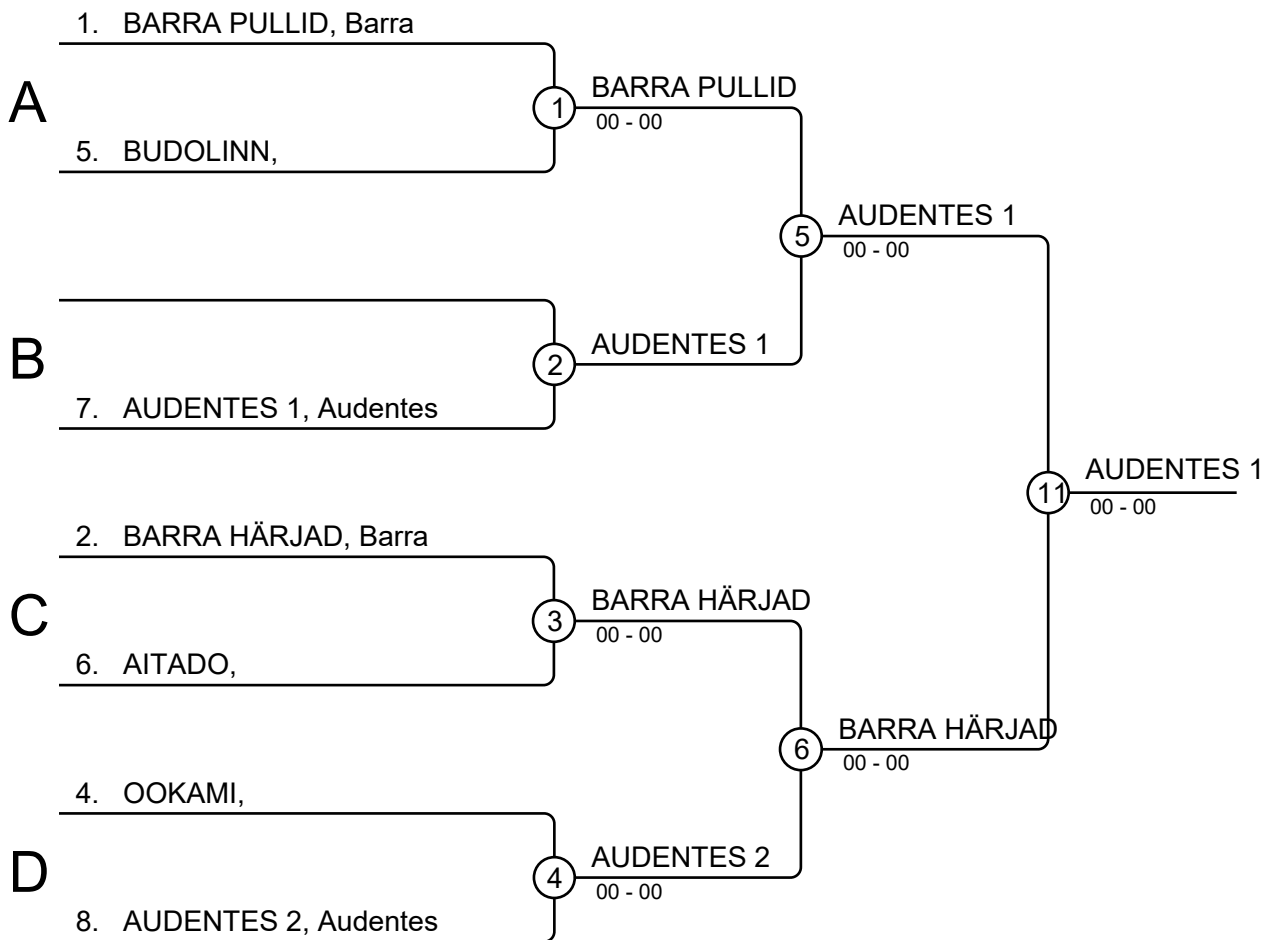 1. BARRA PULLID, Barra
A
1
BARRA PULLID
00 - 00
5. BUDOLINN,
5
AUDENTES 1
00 - 00
B
2
AUDENTES 1
7. AUDENTES 1, Audentes
11
AUDENTES 1
00 - 00
2. BARRA HÄRJAD, Barra
C
3
BARRA HÄRJAD
00 - 00
6. AITADO,
6
BARRA HÄRJAD
00 - 00
4. OOKAMI,
D
4
AUDENTES 2
00 - 00
8. AUDENTES 2, Audentes